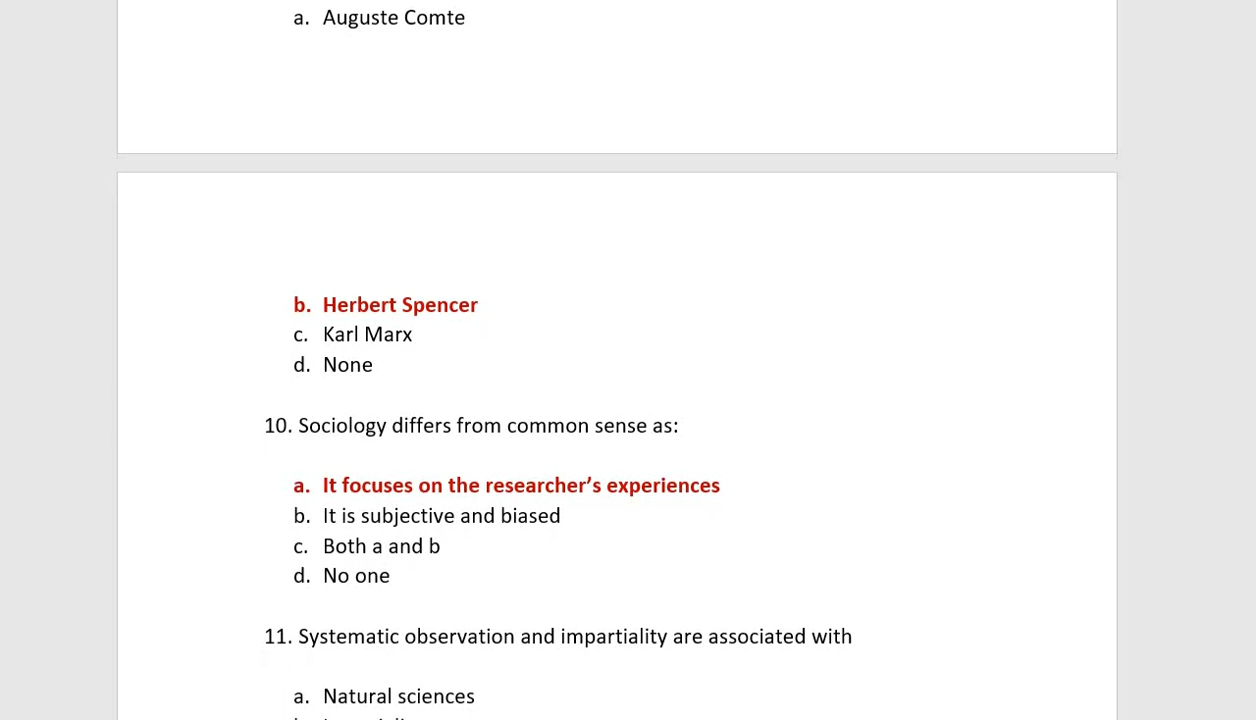 a. Auguste Comte
b. Herbert Spencer
c. Karl Marx
d. None
10. Sociology differs from common sense as:
a. It focuses on the researcher’s experiences
b. It is subjective and biased
c. Both a and b
d. No one
11. Systematic observation and impartiality are associated with
a. Natural sciences